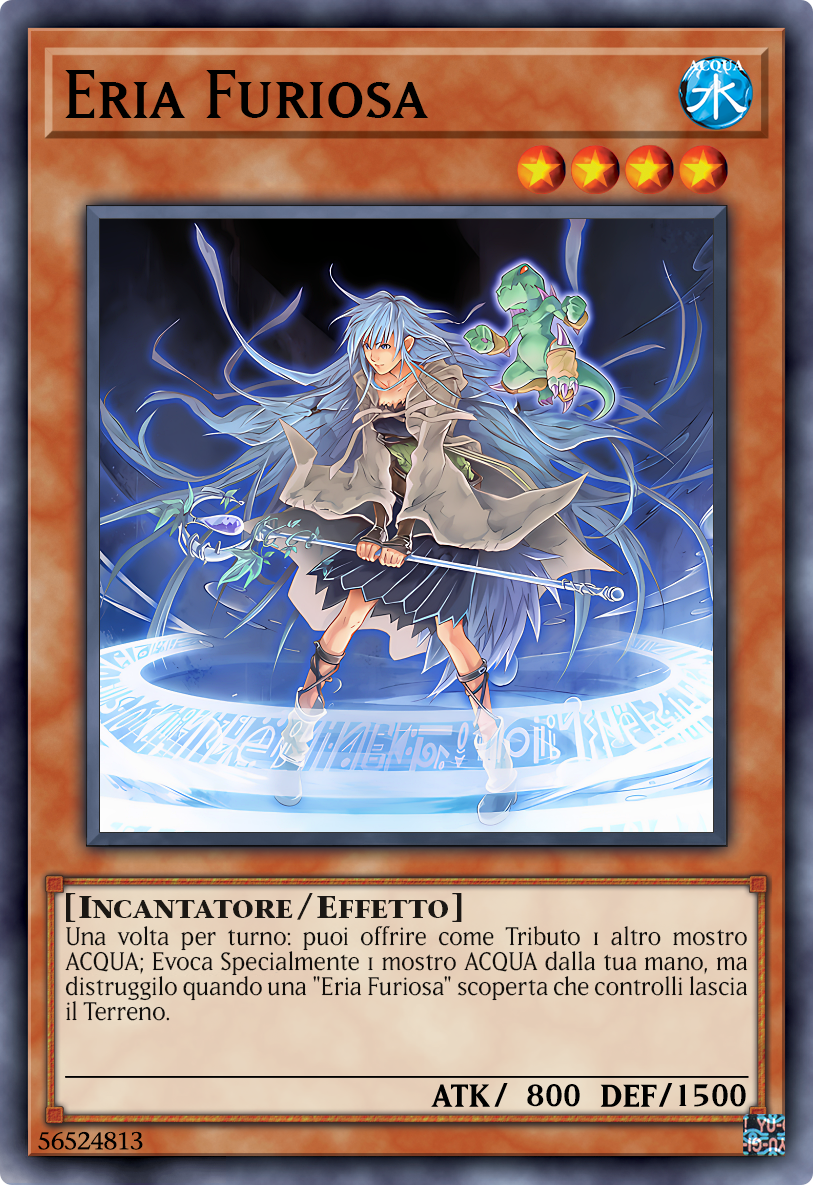 Eria Furiosa
ACQUA
水
[Incantatore/Effetto]
Una volta per turno: puoi offrire come Tributo 1 altro mostro
ACQUA; Evoca Specialmente 1 mostro ACQUA dalla tua mano, ma
distruggilo quando una "Eria Furiosa" scoperta che controlli lascia
il Terreno.
ATK/ 800 DEF/1500
56524813